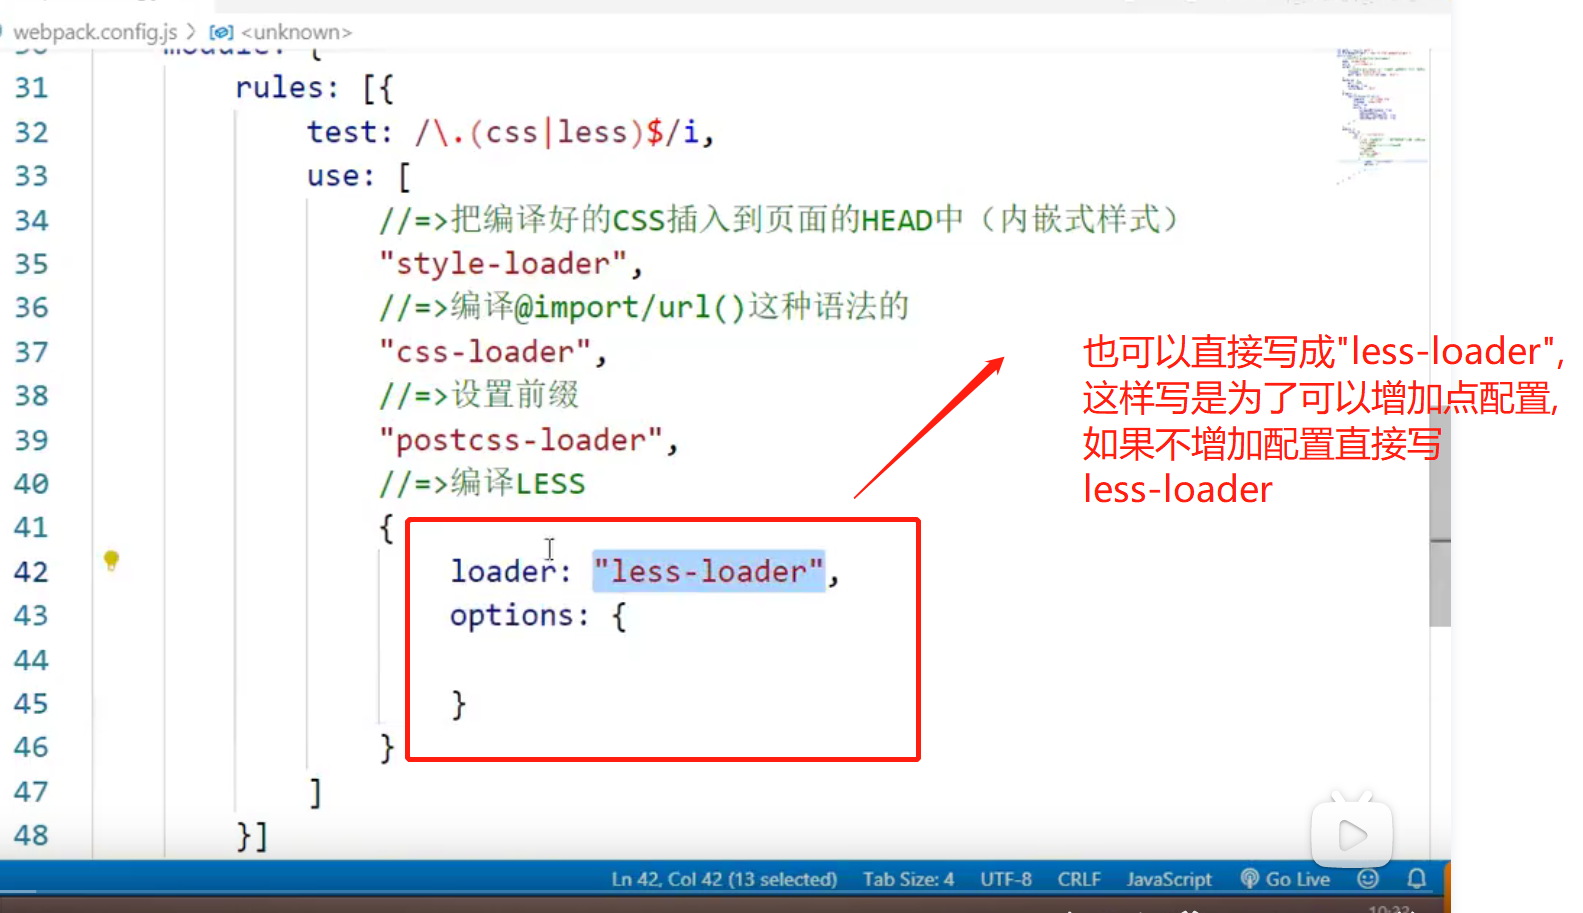 webpack.config.js > <unknown>
31 rules: [{
32 test: /\.(css|less)$/i,
33 use: [
34 //=>把编译好的CSS插入到页面的HEAD中（内嵌式样式）
35 "style-loader",
36 //=>编译@import/url()这种语法的
37 "css-loader",
38 //=>设置前缀
39 "postcss-loader",
40 //=>编译LESS
41 {
42 loader: "less-loader",
43 options: {
44
45 }
46 }
47 ]
48 }]
也可以直接写成"less-loader",
这样写是为了可以增加点配置,
如果不增加配置直接写
less-loader
Ln 42, Col 42 (13 selected) Tab Size: 4 UTF-8 CRLF JavaScript Go Live